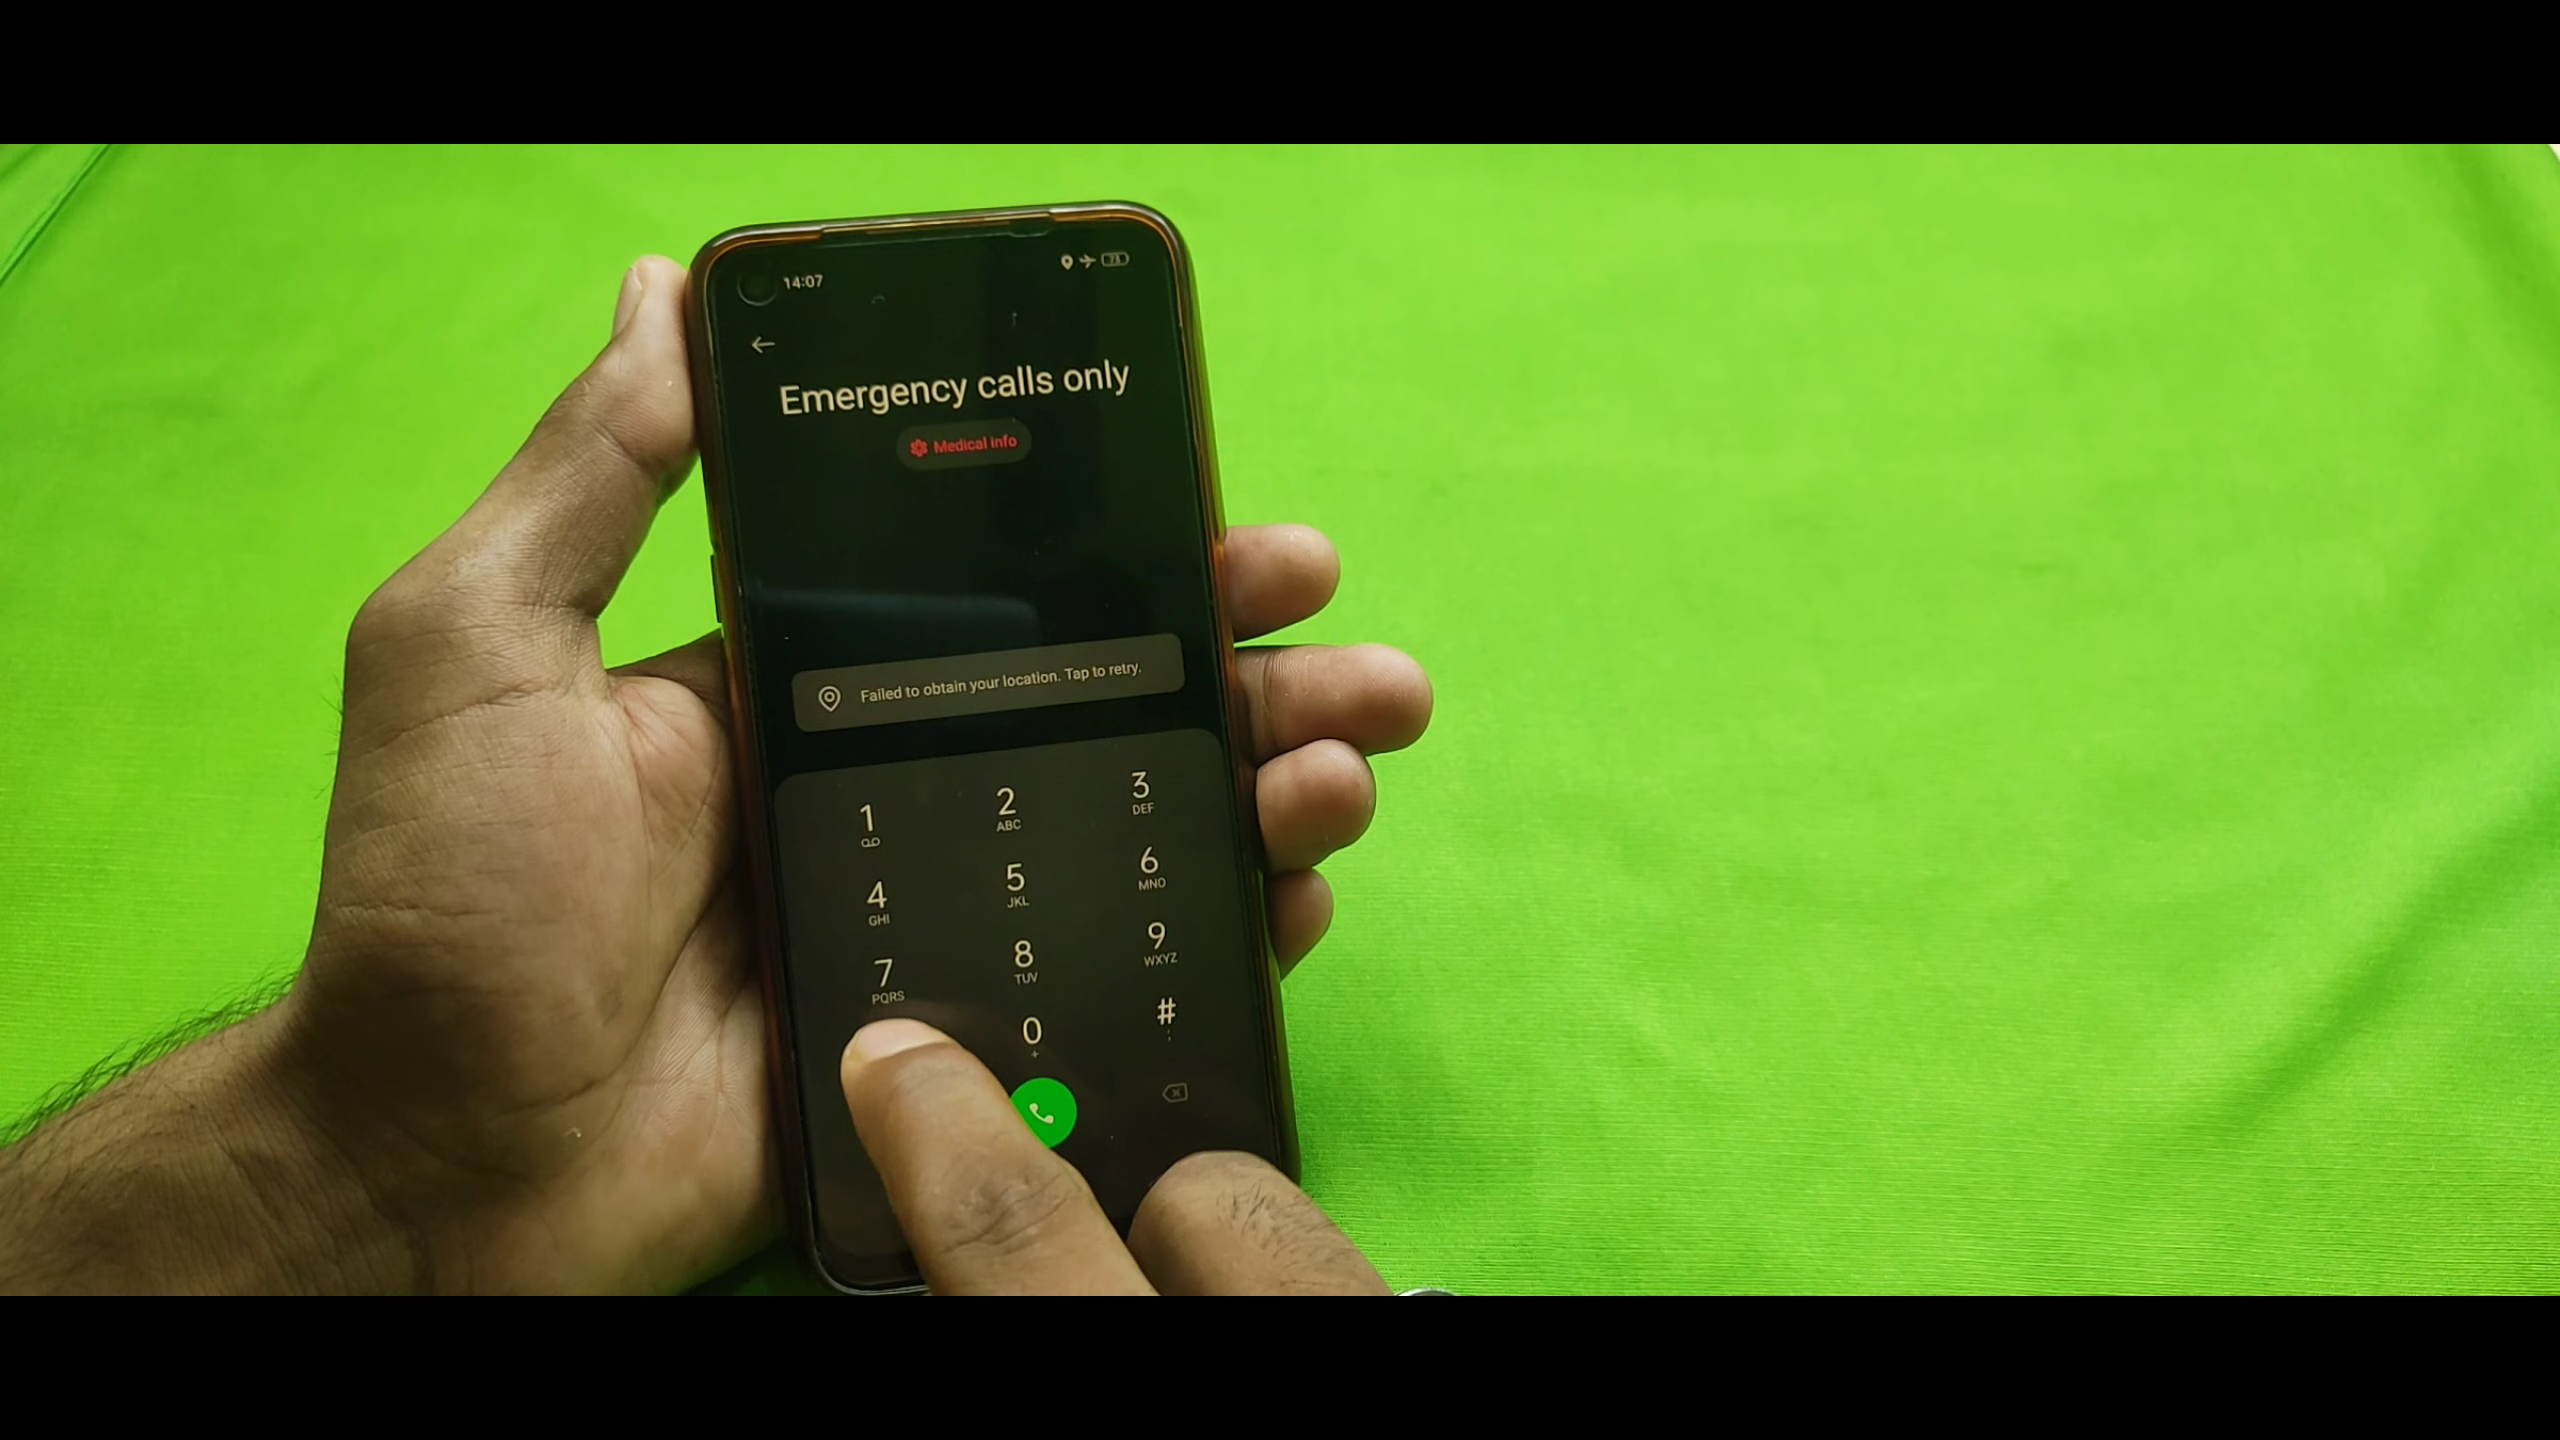 14:07
73
Emergency calls only
Medical info
Failed to obtain your location. Tap to retry.
1 2 3
ABC DEF
4 5 6
GHI JKL MNO
7 8 9
PQRS TUV WXYZ
0 #
+ ;